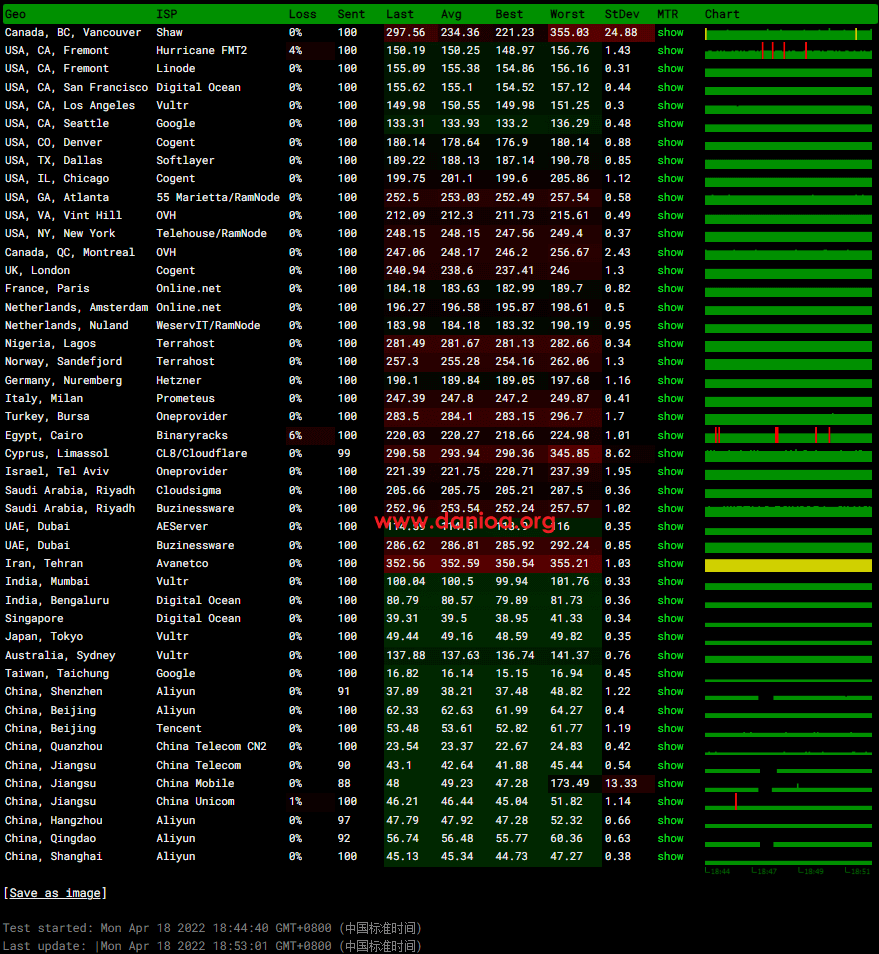 Geo ISP Loss Sent Last Avg Best Worst StDev MTR Chart
Canada, BC, Vancouver Shaw 0% 100 297.56 234.36 221.23 355.03 24.88 show
USA, CA, Fremont Hurricane FMT2 4% 100 150.19 150.25 148.97 156.76 1.43 show
USA, CA, Fremont Linode 0% 100 155.09 155.38 154.86 156.16 0.31 show
USA, CA, San Francisco Digital Ocean 0% 100 155.62 155.1 154.52 157.12 0.44 show
USA, CA, Los Angeles Vultr 0% 100 149.98 150.55 149.98 151.25 0.3 show
USA, CA, Seattle Google 0% 100 133.31 133.93 133.2 136.29 0.48 show
USA, CO, Denver Cogent 0% 100 180.14 178.64 176.9 180.14 0.88 show
USA, TX, Dallas Softlayer 0% 100 189.22 188.13 187.14 190.78 0.85 show
USA, IL, Chicago Cogent 0% 100 199.75 201.1 199.6 205.86 1.12 show
USA, GA, Atlanta 55 Marietta/RamNode 0% 100 252.5 253.03 252.49 257.54 0.58 show
USA, VA, Vint Hill OVH 0% 100 212.09 212.3 211.73 215.61 0.49 show
USA, NY, New York Telehouse/RamNode 0% 100 248.15 248.15 247.56 249.4 0.37 show
Canada, QC, Montreal OVH 0% 100 247.06 248.17 246.2 256.67 2.43 show
UK, London Cogent 0% 100 240.94 238.6 237.41 246 1.3 show
France, Paris Online.net 0% 100 184.18 183.63 182.99 189.7 0.82 show
Netherlands, Amsterdam Online.net 0% 100 196.27 196.58 195.87 198.61 0.5 show
Netherlands, Nuland WeservIT/RamNode 0% 100 183.98 184.18 183.32 190.19 0.95 show
Nigeria, Lagos Terrahost 0% 100 281.49 281.67 281.13 282.66 0.34 show
Norway, Sandefjord Terrahost 0% 100 257.3 255.28 254.16 262.06 1.3 show
Germany, Nuremberg Hetzner 0% 100 190.1 189.84 189.05 197.68 1.16 show
Italy, Milan Prometeus 0% 100 247.39 247.8 247.2 249.87 0.41 show
Turkey, Bursa Oneprovider 0% 100 283.5 284.1 283.15 296.7 1.7 show
Egypt, Cairo Binaryracks 6% 100 220.03 220.27 218.66 224.98 1.01 show
Cyprus, Limassol CL8/Cloudflare 0% 99 290.58 293.94 290.36 345.85 8.62 show
Israel, Tel Aviv Oneprovider 0% 100 221.39 221.75 220.71 237.39 1.95 show
Saudi Arabia, Riyadh Cloudsigma 0% 100 205.66 205.75 205.21 207.5 0.36 show
Saudi Arabia, Riyadh Buzinessware 0% 100 252.96 253.54 252.24 257.57 1.02 show
www.danioa.org
UAE, Dubai AEServer 0% 100 0.35 show
UAE, Dubai Buzinessware 0% 100 286.62 286.81 285.92 292.24 0.85 show
Iran, Tehran Avanetco 0% 100 352.56 352.59 350.54 355.21 1.03 show
India, Mumbai Vultr 0% 100 100.04 100.5 99.94 101.76 0.33 show
India, Bengaluru Digital Ocean 0% 100 80.79 80.57 79.89 81.73 0.36 show
Singapore Digital Ocean 0% 100 39.31 39.5 38.95 41.33 0.34 show
Japan, Tokyo Vultr 0% 100 49.44 49.16 48.59 49.82 0.35 show
Australia, Sydney Vultr 0% 100 137.88 137.63 136.74 141.37 0.76 show
Taiwan, Taichung Google 0% 100 16.82 16.14 15.15 16.94 0.45 show
China, Shenzhen Aliyun 0% 91 37.89 38.21 37.48 48.82 1.22 show
China, Beijing Aliyun 0% 100 62.33 62.63 61.99 64.27 0.4 show
China, Beijing Tencent 0% 100 53.48 53.61 52.82 61.77 1.19 show
China, Quanzhou China Telecom CN2 0% 100 23.54 23.37 22.67 24.83 0.42 show
China, Jiangsu China Telecom 0% 90 43.1 42.64 41.88 45.44 0.54 show
China, Jiangsu China Mobile 0% 88 48 49.23 47.28 173.49 13.33 show
China, Jiangsu China Unicom 1% 100 46.21 46.44 45.04 51.82 1.14 show
China, Hangzhou Aliyun 0% 97 47.79 47.92 47.28 52.32 0.66 show
China, Qingdao Aliyun 0% 92 56.74 56.48 55.77 60.36 0.63 show
China, Shanghai Aliyun 0% 100 45.13 45.34 44.73 47.27 0.38 show
18:44 18:47 18:49 18:51
[Save as image]
Test started: Mon Apr 18 2022 18:44:40 GMT+0800 (中国标准时间)
Last update: |Mon Apr 18 2022 18:53:01 GMT+0800 (中国标准时间)